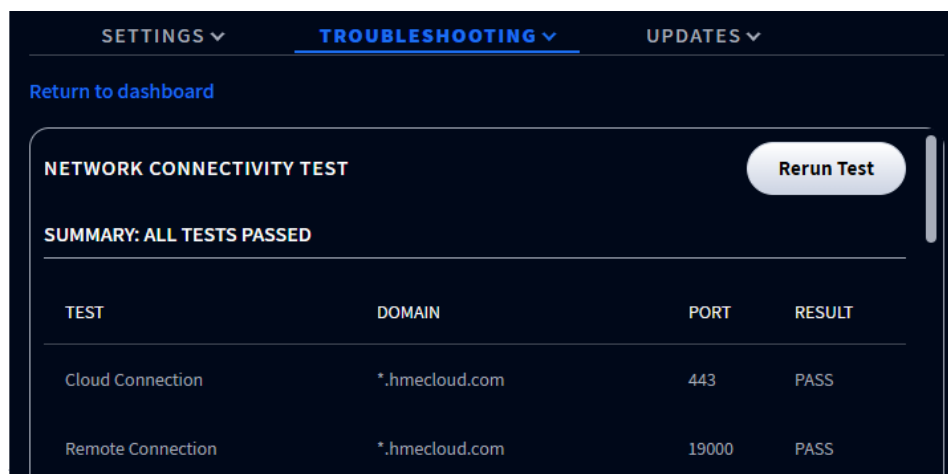 SETTINGS TROUBLESHOOTING UPDATES
Return to dashboard
NETWORK CONNECTIVITY TEST Rerun Test
SUMMARY: ALL TESTS PASSED
TEST DOMAIN PORT RESULT
Cloud Connection *.hmecloud.com 443 PASS
Remote Connection *.hmecloud.com 19000 PASS